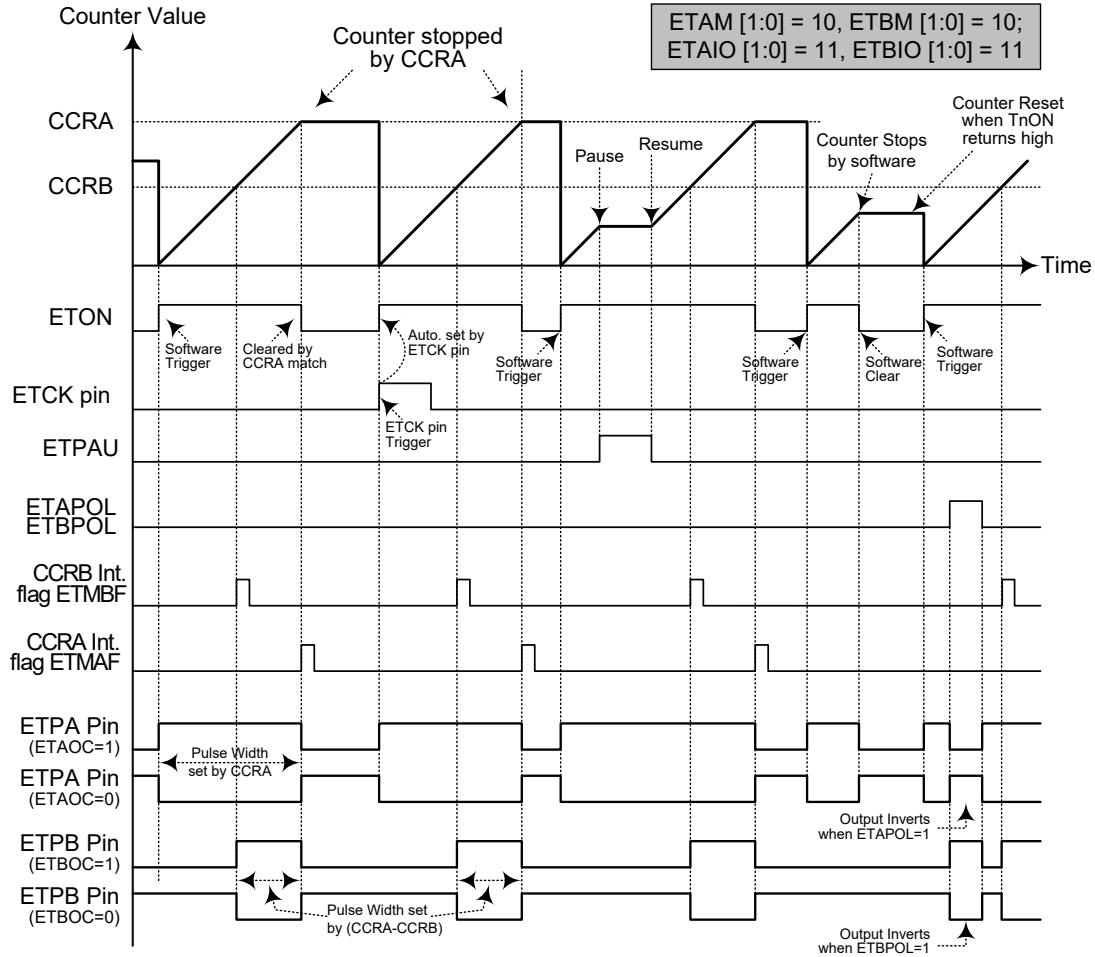 Counter Value
ETAM [1:0] = 10, ETBM [1:0] = 10;
ETAIO [1:0] = 11, ETBIO [1:0] = 11
Counter stopped
by CCRA
CCRA
CCRB
Pause
Resume
Counter Stops
by software
Counter Reset
when TnON
returns high
Time
ETON
Software
Trigger
Cleared by
CCRA match
Auto. set by
ETCK pin
Software
Trigger
Software
Trigger
Software
Clear
Software
Trigger
ETCK pin
ETCK pin
Trigger
ETPAU
ETAPOL
ETBPOL
CCRB Int.
flag ETMBF
CCRA Int.
flag ETMAF
ETPA Pin
(ETAOC=1)
Pulse Width
set by CCRA
ETPA Pin
(ETAOC=0)
Output Inverts
when ETAPOL=1
ETPB Pin
(ETBOC=1)
ETPB Pin
(ETBOC=0)
Pulse Width set
by (CCRA-CCRB)
Output Inverts
when ETBPOL=1